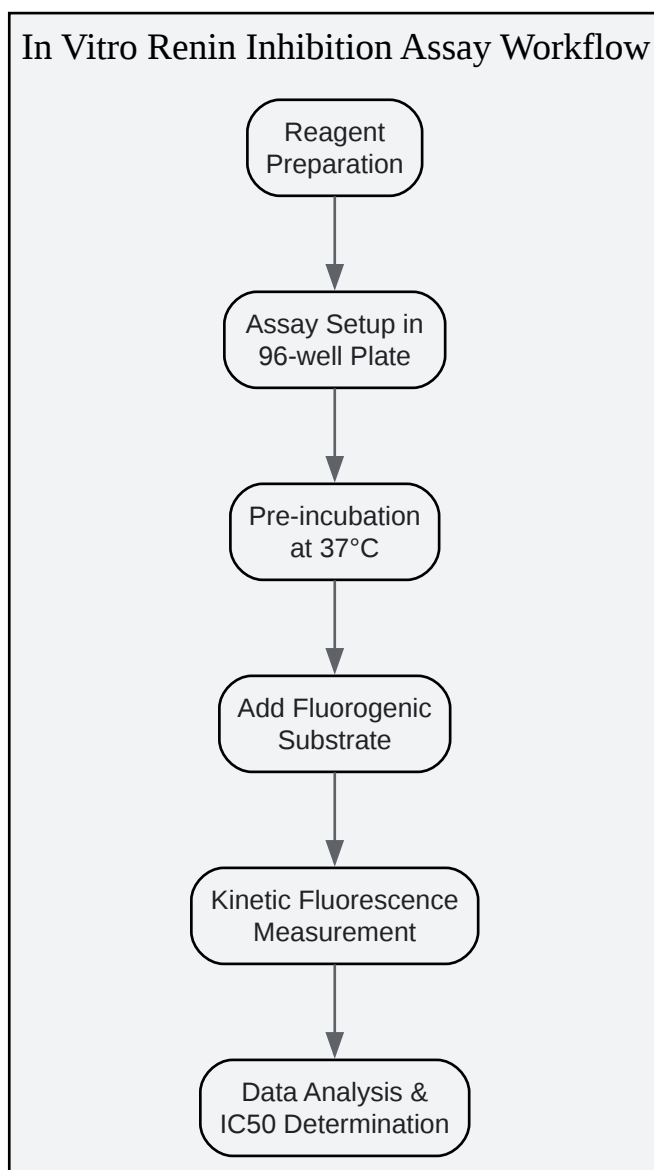 In Vitro Renin Inhibition Assay Workflow
Reagent
Preparation
Assay Setup in
96-well Plate
Pre-incubation
at 37°C
Add Fluorogenic
Substrate
Kinetic Fluorescence
Measurement
Data Analysis &
IC50 Determination